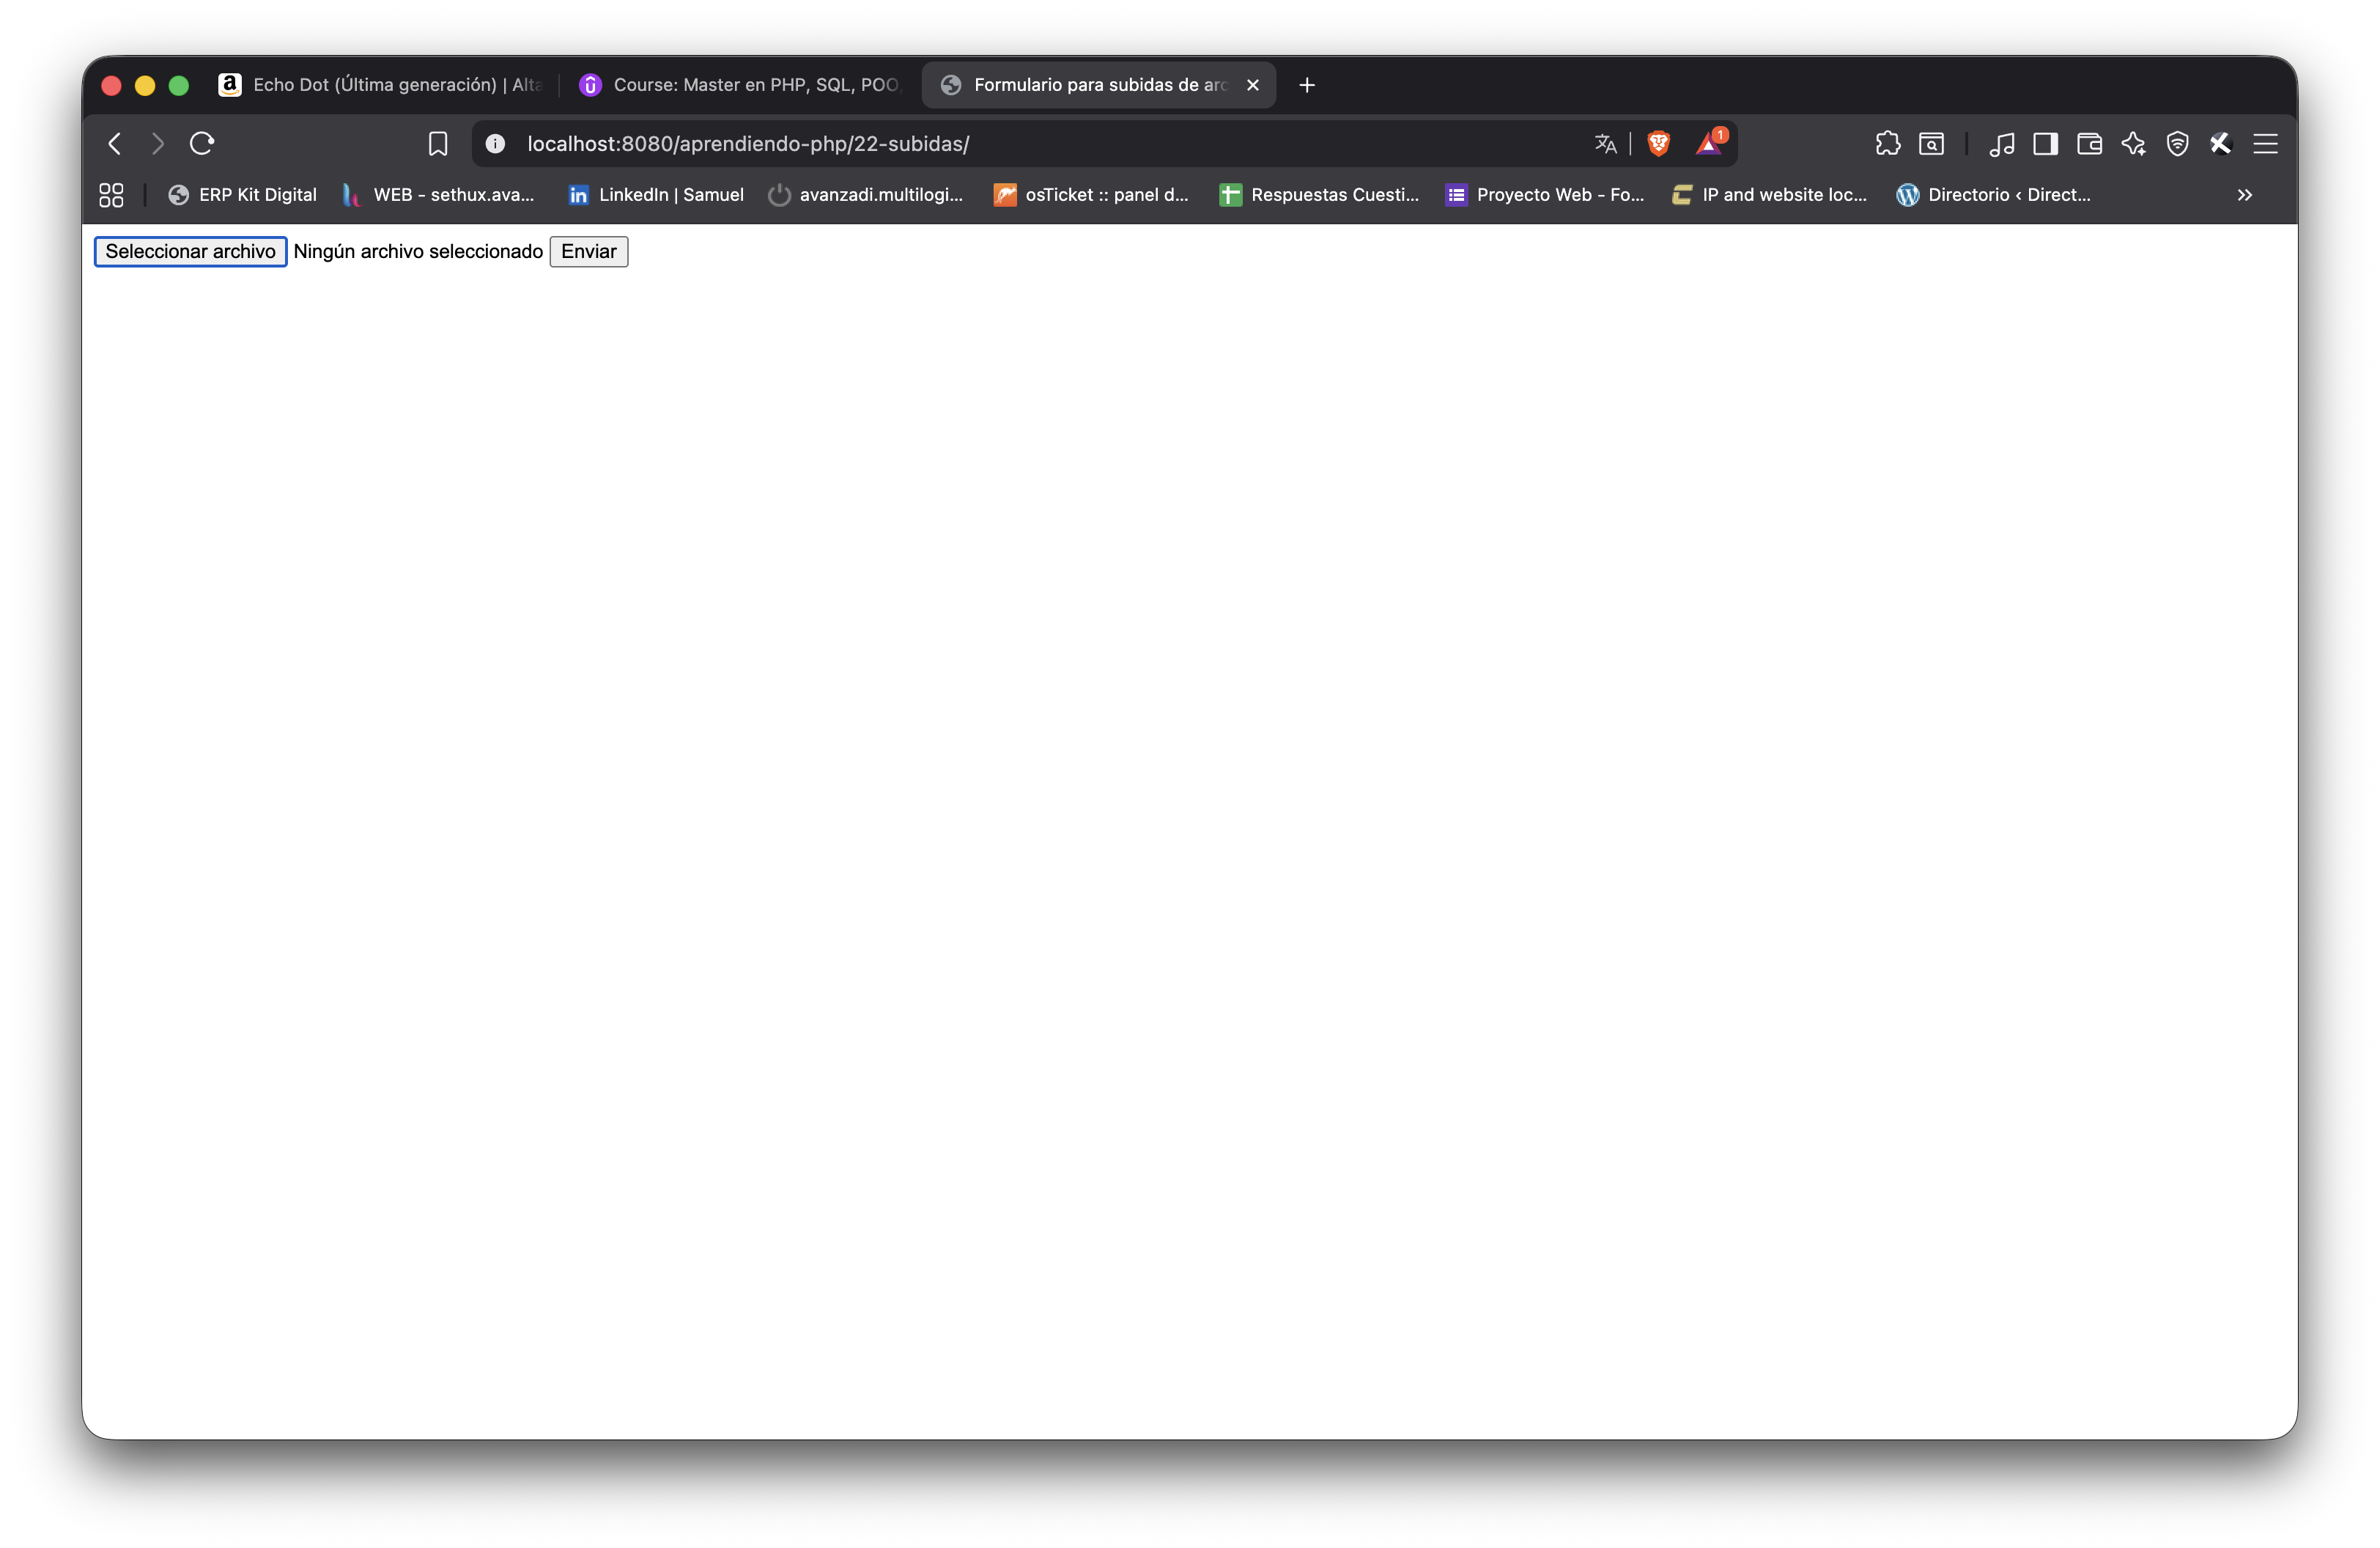 Echo Dot (Última generación) | Alta
Course: Master en PHP, SQL, POO,
Formulario para subidas de arc
localhost:8080/aprendiendo-php/22-subidas/
1
ERP Kit Digital
WEB - sethux.ava...
LinkedIn | Samuel
avanzadi.multilogi...
osTicket :: panel d...
Respuestas Cuesti...
Proyecto Web - Fo...
IP and website loc...
Directorio ‹ Direct...
Seleccionar archivo Ningún archivo seleccionado Enviar